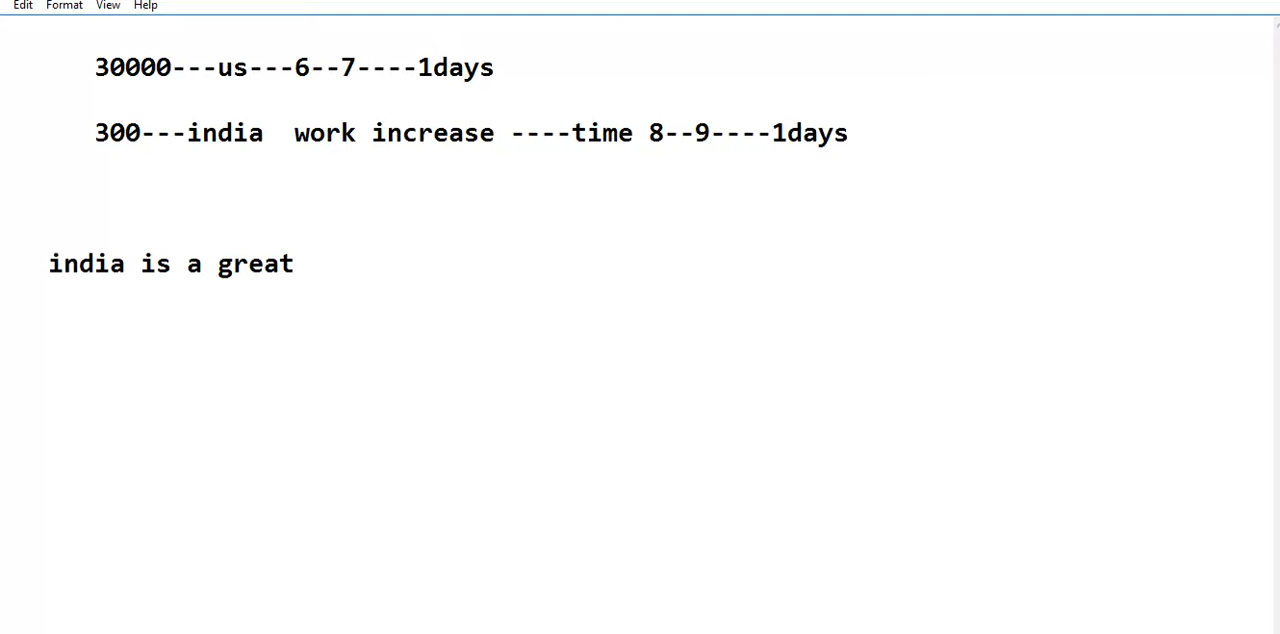 Edit Format View Help
30000---us---6--7----1days
300---india  work increase ----time 8--9----1days
india is a great